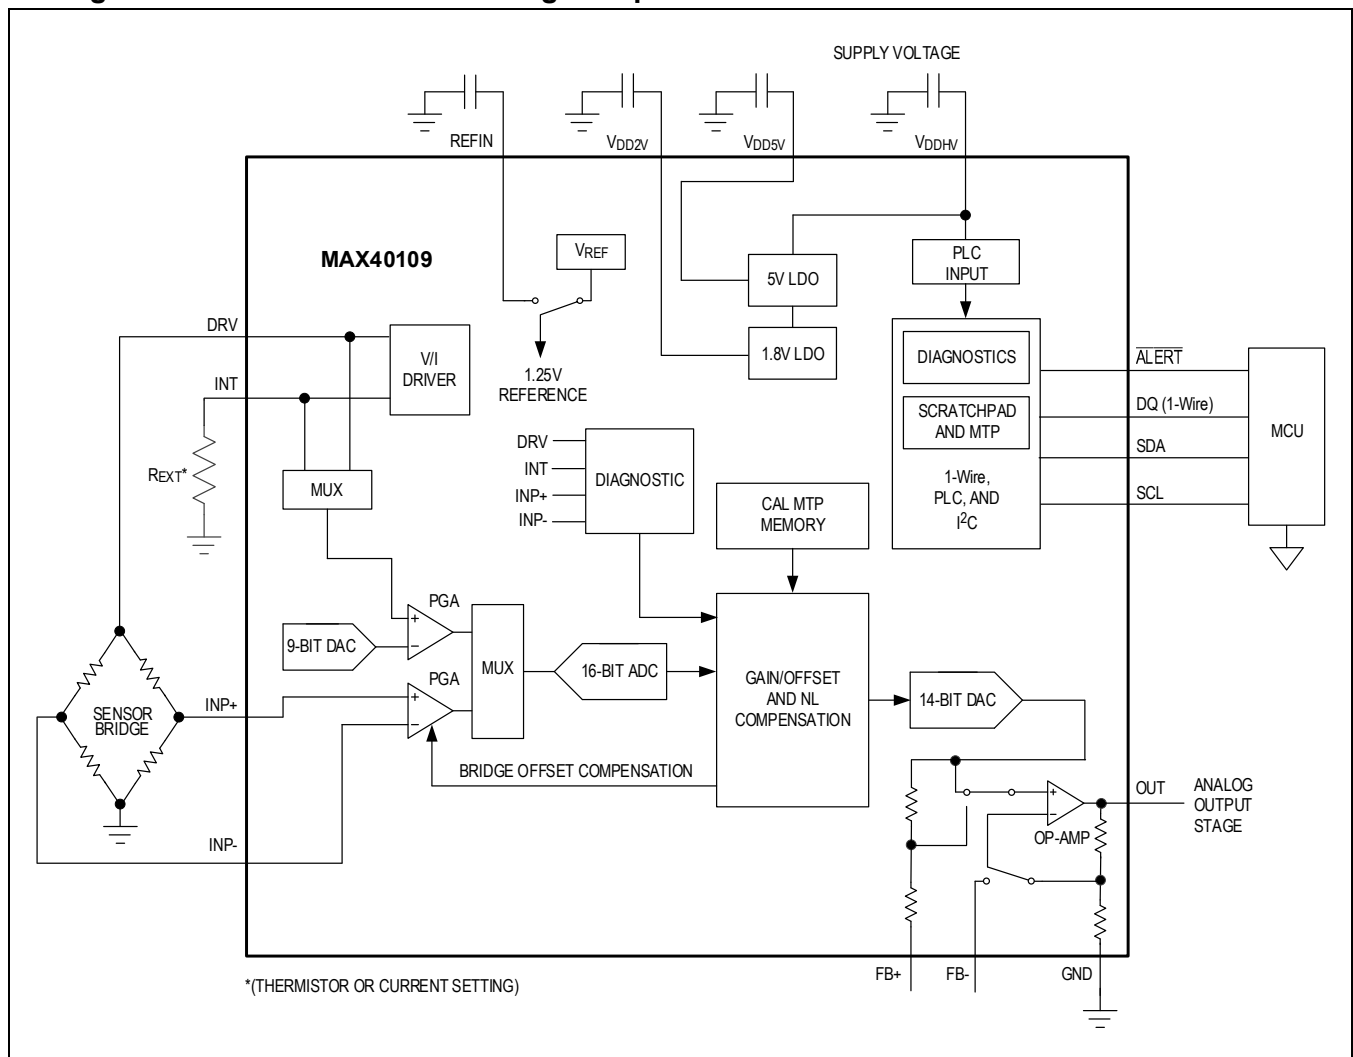 SUPPLY VOLTAGE
REFIN
VDD2V
VDD5V
VDDHV
MAX40109
VREF
PLC
INPUT
5V LDO
1.8V LDO
1.25V
REFERENCE
DRV
INT
V/I
DRIVER
REXT*
MUX
DIAGNOSTICS
SCRATCHPAD
AND MTP
1-Wire,
PLC, AND
I²C
ALERT
DQ (1-Wire)
SDA
SCL
MCU
DRV
INT
INP+
INP-
DIAGNOSTIC
CAL MTP
MEMORY
PGA
9-BIT DAC
PGA
MUX
16-BIT ADC
GAIN/OFFSET
AND NL
COMPENSATION
14-BIT DAC
SENSOR
BRIDGE
INP+
INP-
BRIDGE OFFSET COMPENSATION
OP-AMP
OUT
ANALOG
OUTPUT
STAGE
FB+
FB-
GND
*(THERMISTOR OR CURRENT SETTING)